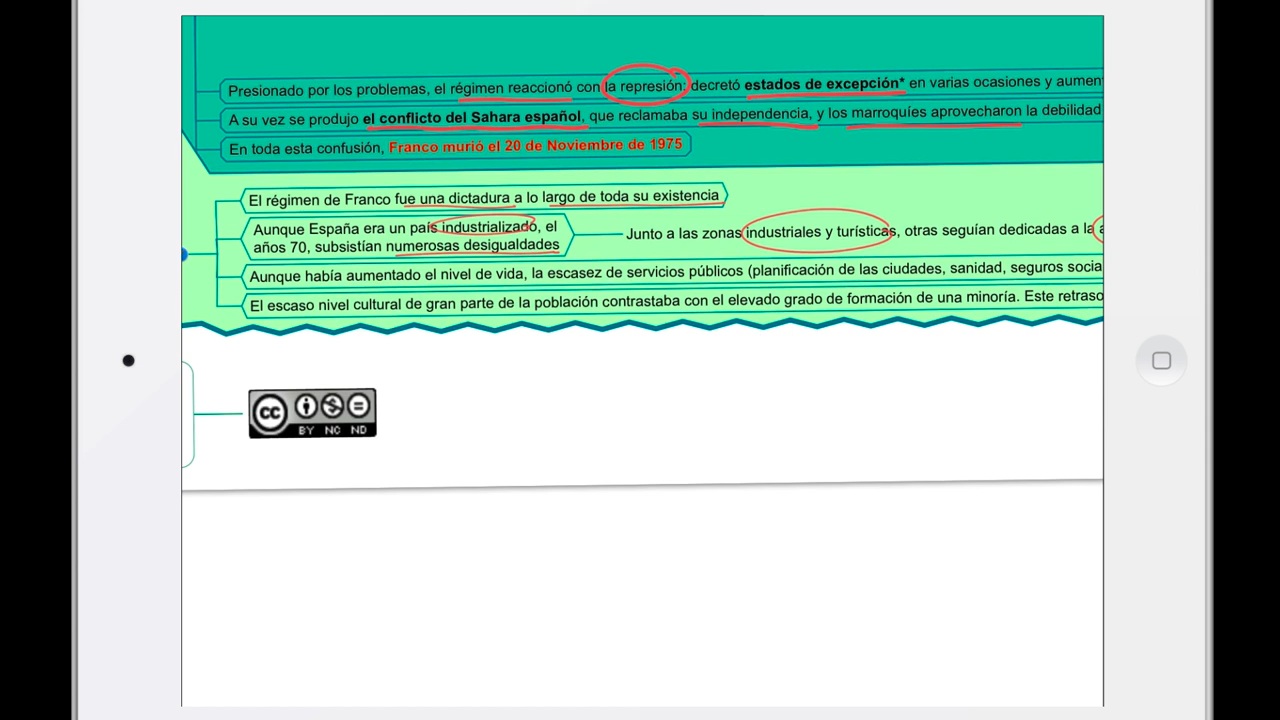 Presionado por los problemas, el régimen reaccionó con la represión: decretó estados de excepción* en varias ocasiones y aumen
A su vez se produjo el conflicto del Sahara español, que reclamaba su independencia, y los marroquíes aprovecharon la debilidad
En toda esta confusión, Franco murió el 20 de Noviembre de 1975
El régimen de Franco fue una dictadura a lo largo de toda su existencia
Aunque España era un país industrializado, el
años 70, subsistían numerosas desigualdades
Junto a las zonas industriales y turísticas, otras seguían dedicadas a la a
Aunque había aumentado el nivel de vida, la escasez de servicios públicos (planificación de las ciudades, sanidad, seguros socia
El escaso nivel cultural de gran parte de la población contrastaba con el elevado grado de formación de una minoría. Este retraso
cc
BY NC ND